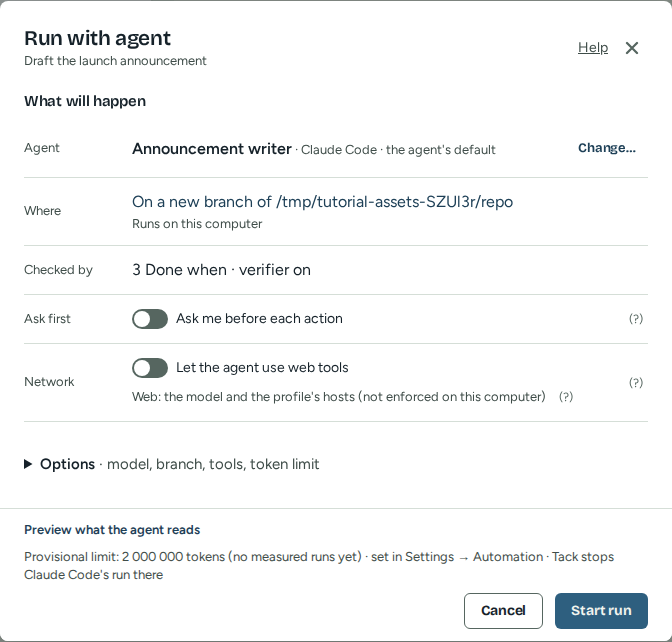 Run with agent
Help
Draft the launch announcement
What will happen
Agent
Announcement writer · Claude Code · the agent's default
Change...
Where
On a new branch of /tmp/tutorial-assets-SZUl3r/repo
Runs on this computer
Checked by
3 Done when · verifier on
Ask first
Ask me before each action
(?)
Network
Let the agent use web tools
(?)
Web: the model and the profile's hosts (not enforced on this computer) (?)
Options · model, branch, tools, token limit
Preview what the agent reads
Provisional limit: 2 000 000 tokens (no measured runs yet) · set in Settings → Automation · Tack stops
Claude Code's run there
Cancel
Start run